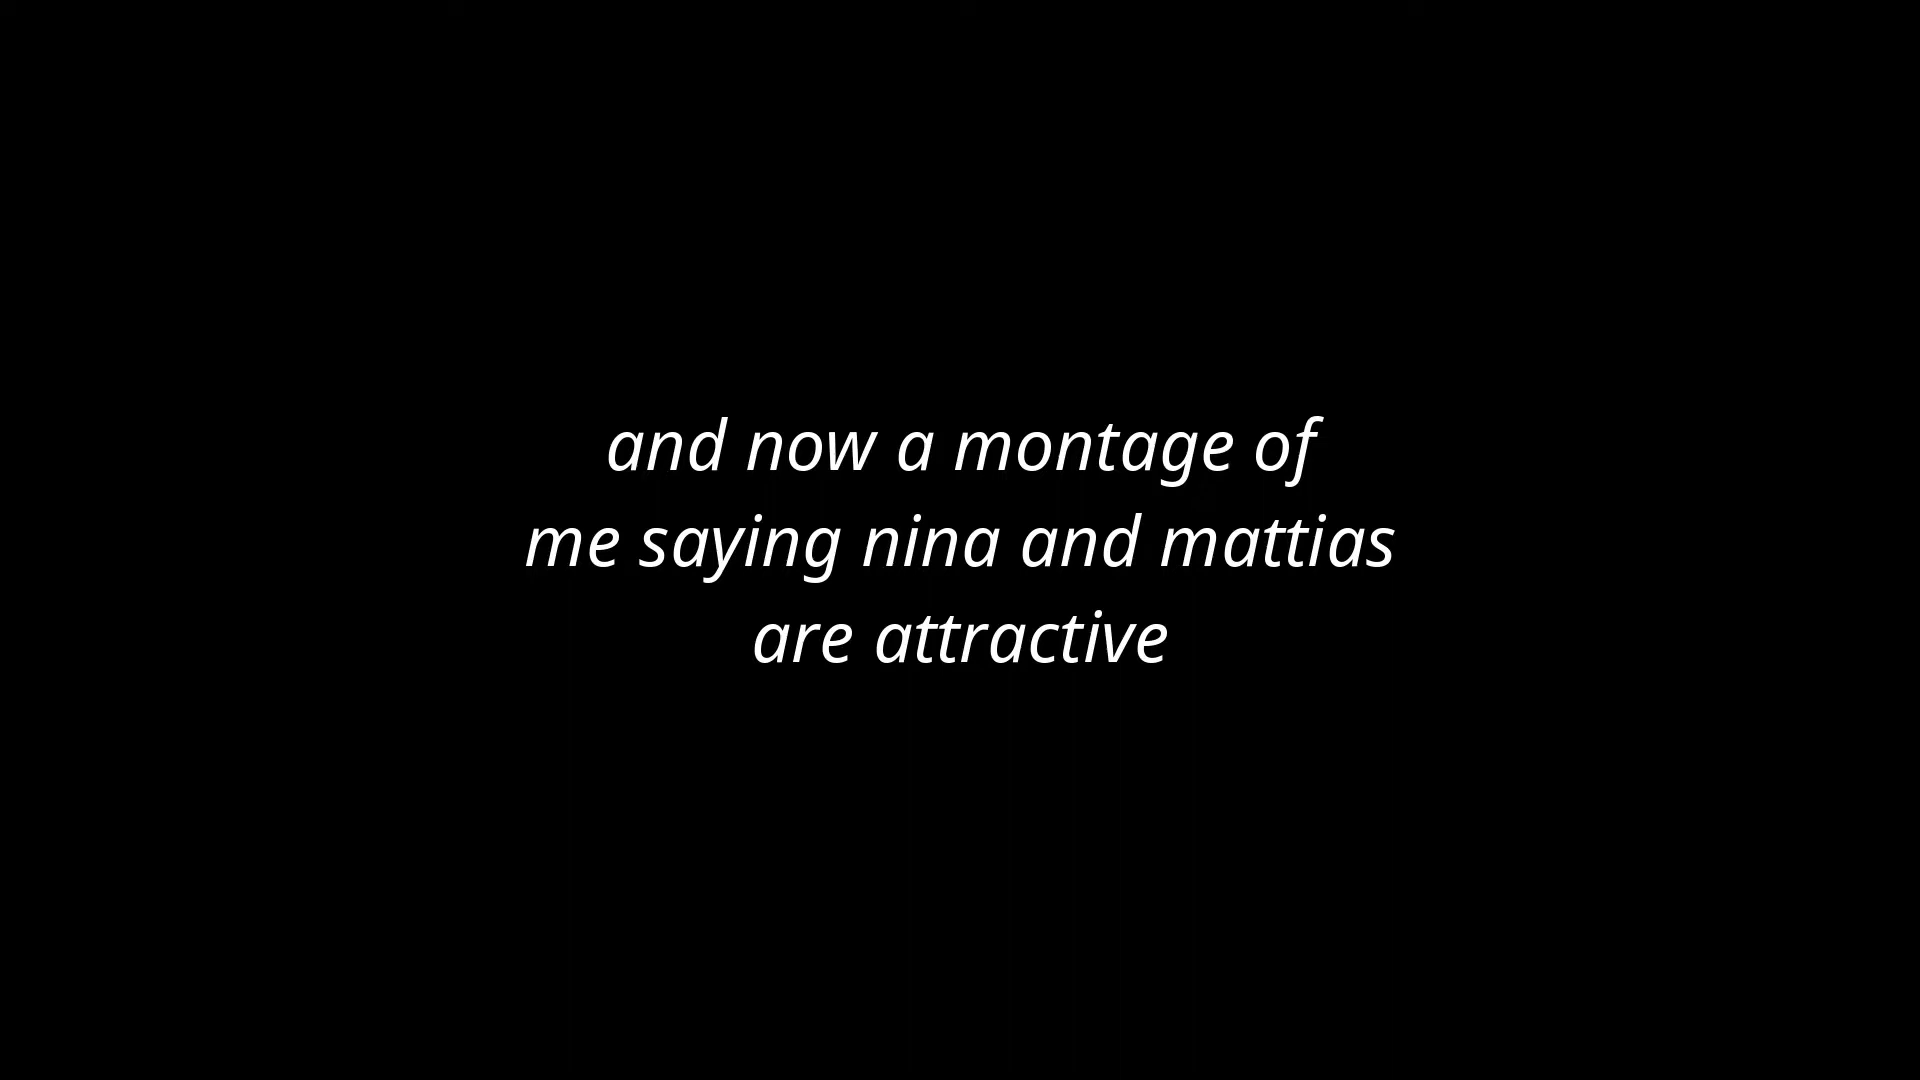 and now a montage of
me saying nina and mattias
are attractive